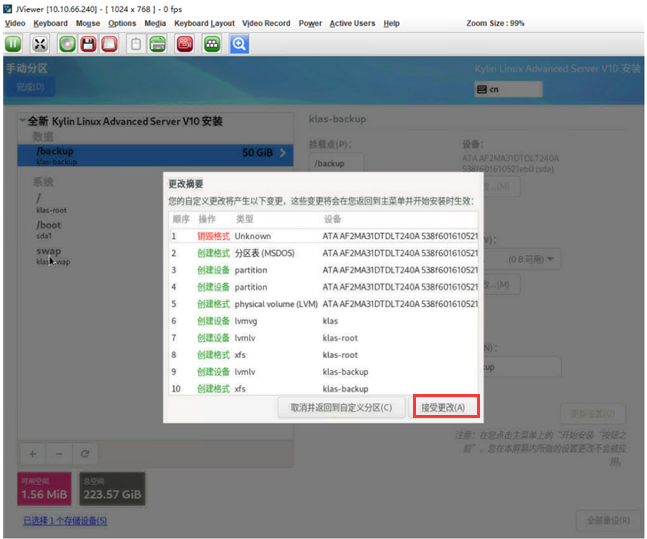 JViewer [10.10.66.240] - [ 1024 x 768 ] - 0 fps
Video Keyboard Mouse Options Media Keyboard Layout Video Record Power Active Users Help Zoom Size : 99%
手动分区
完成(D)
Kylin Linux Advanced Server V10 安装
cn
全新 Kylin Linux Advanced Server V10 安装
数据
/backup
klas-backup
50 GiB
系统
/
klas-root
/boot
sda1
swap
klas-swap
klas-backup
挂载点(P):
/backup
设备:
ATA AF2MA31DTDLT240A
538f601610521eb0 (sda)
(0 B 可用)
更改摘要
您的自定义更改将产生以下变更，这些变更将会在您返回到主菜单并开始安装时生效：
顺序 操作 类型 设备
1 销毁格式 Unknown ATA AF2MA31DTDLT240A 538f601610521
2 创建格式 分区表 (MSDOS) ATA AF2MA31DTDLT240A 538f601610521
3 创建设备 partition ATA AF2MA31DTDLT240A 538f601610521
4 创建设备 partition ATA AF2MA31DTDLT240A 538f601610521
5 创建格式 physical volume (LVM) ATA AF2MA31DTDLT240A 538f601610521
6 创建设备 lvmvg klas
7 创建设备 lvmlv klas-root
8 创建格式 xfs klas-root
9 创建设备 lvmlv klas-backup
10 创建格式 xfs klas-backup
取消并返回到自定义分区(C)
接受更改(A)
更新设置(U)
注意：在您点击主菜单上的“开始安装“按钮之
前”，您在本屏幕内所做的设置更改不会被应
用。
可用空间
1.56 MiB
总空间
223.57 GiB
已选择 1 个存储设备(S)
全部重设(R)